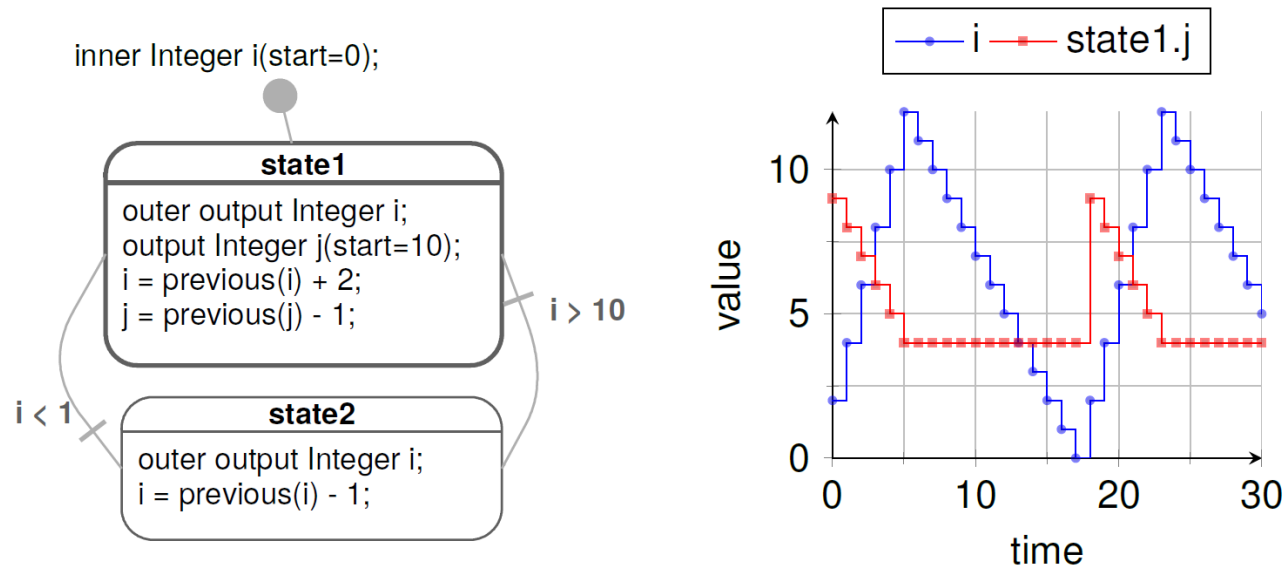 inner Integer i(start=0);
state1
outer output Integer i;
output Integer j(start=10);
i = previous(i) + 2;
j = previous(j) - 1;
i > 10
i < 1
state2
outer output Integer i;
i = previous(i) - 1;
i state1.j
10
5
0
value
0 10 20 30
time